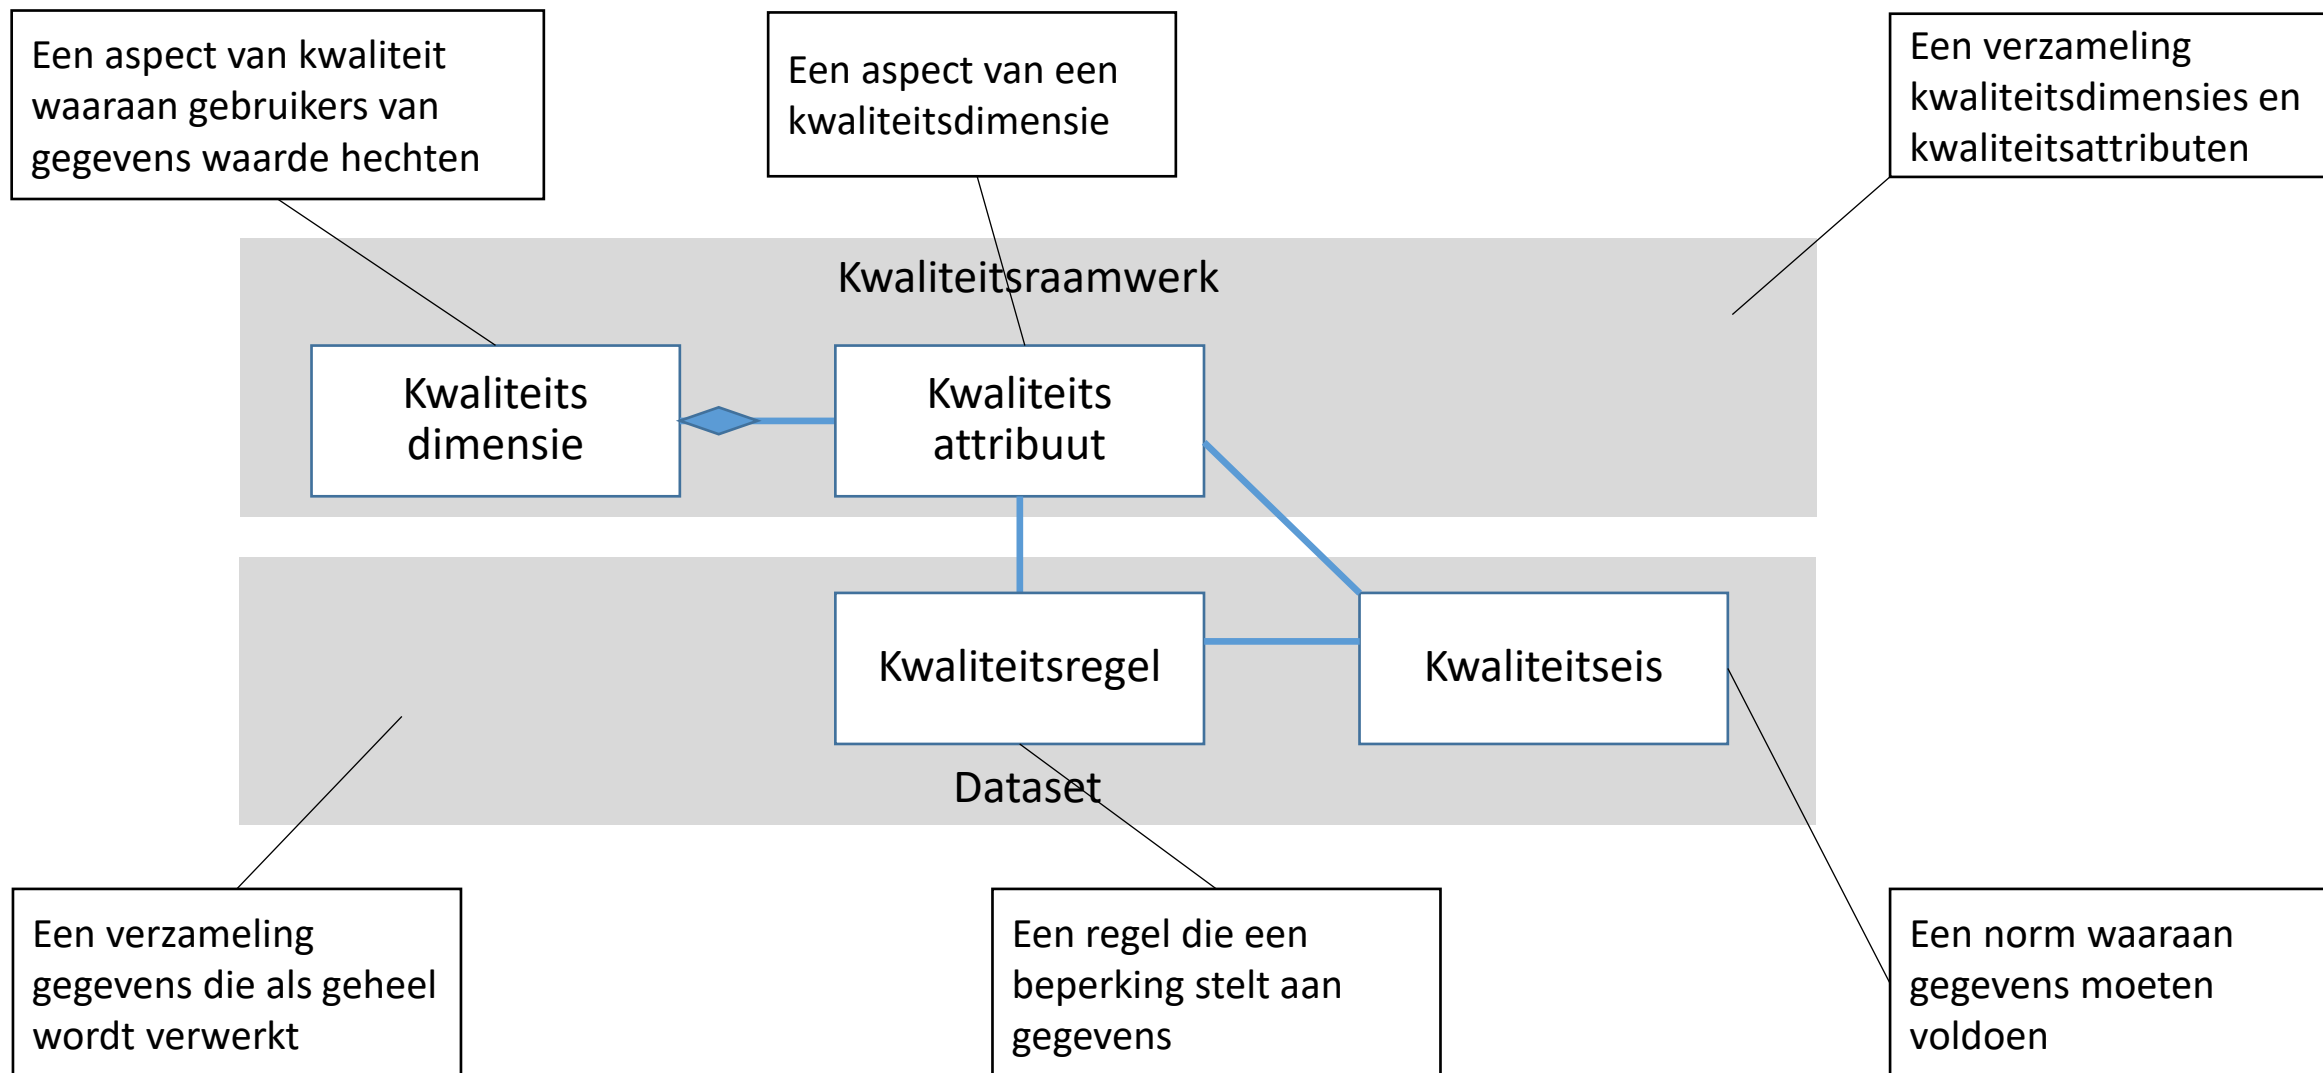 Een aspect van kwaliteit
waaraan gebruikers van
gegevens waarde hechten
Een aspect van een
kwaliteitsdimensie
Een verzameling
kwaliteitsdimensies en
kwaliteitsattributen
Kwaliteitsraamwerk
Kwaliteits
dimensie
Kwaliteits
attribuut
Kwaliteitsregel
Kwaliteitseis
Dataset
Een verzameling
gegevens die als geheel
wordt verwerkt
Een regel die een
beperking stelt aan
gegevens
Een norm waaraan
gegevens moeten
voldoen